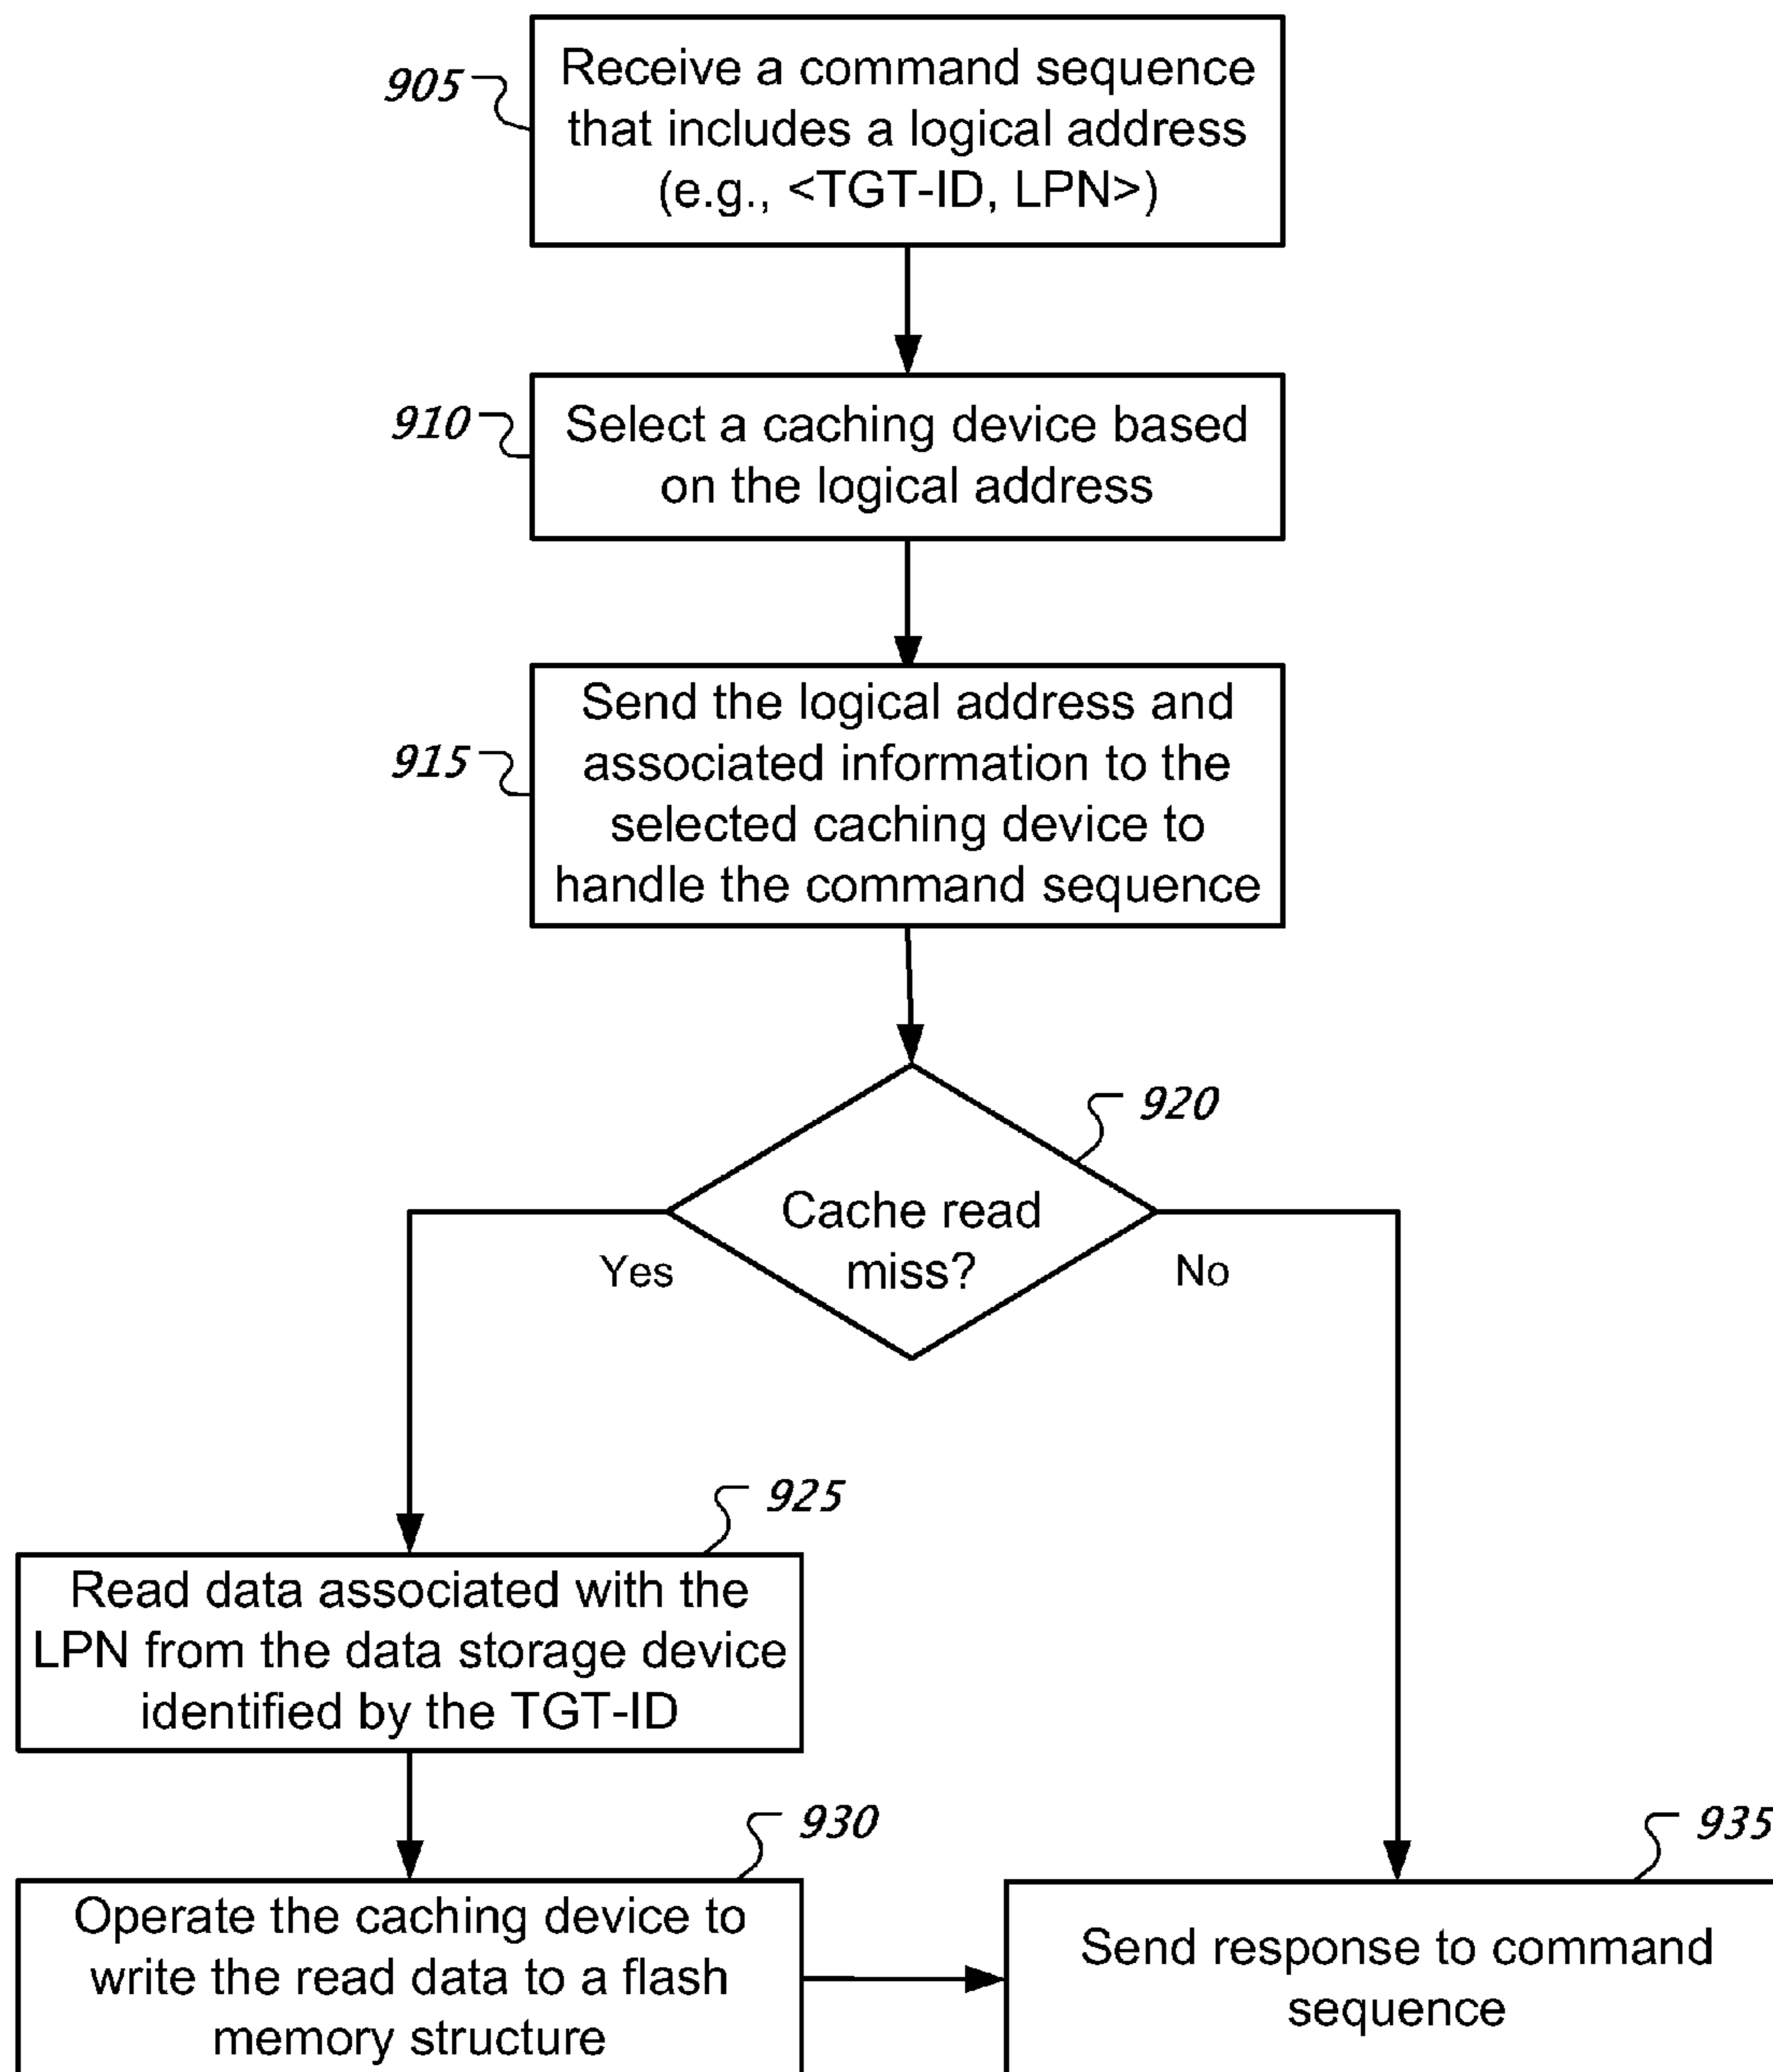 905
Receive a command sequence
that includes a logical address
(e.g., <TGT-ID, LPN>)
910
Select a caching device based
on the logical address
915
Send the logical address and
associated information to the
selected caching device to
handle the command sequence
920
Cache read
miss?
Yes
No
925
Read data associated with the
LPN from the data storage device
identified by the TGT-ID
930
Operate the caching device to
write the read data to a flash
memory structure
935
Send response to command
sequence